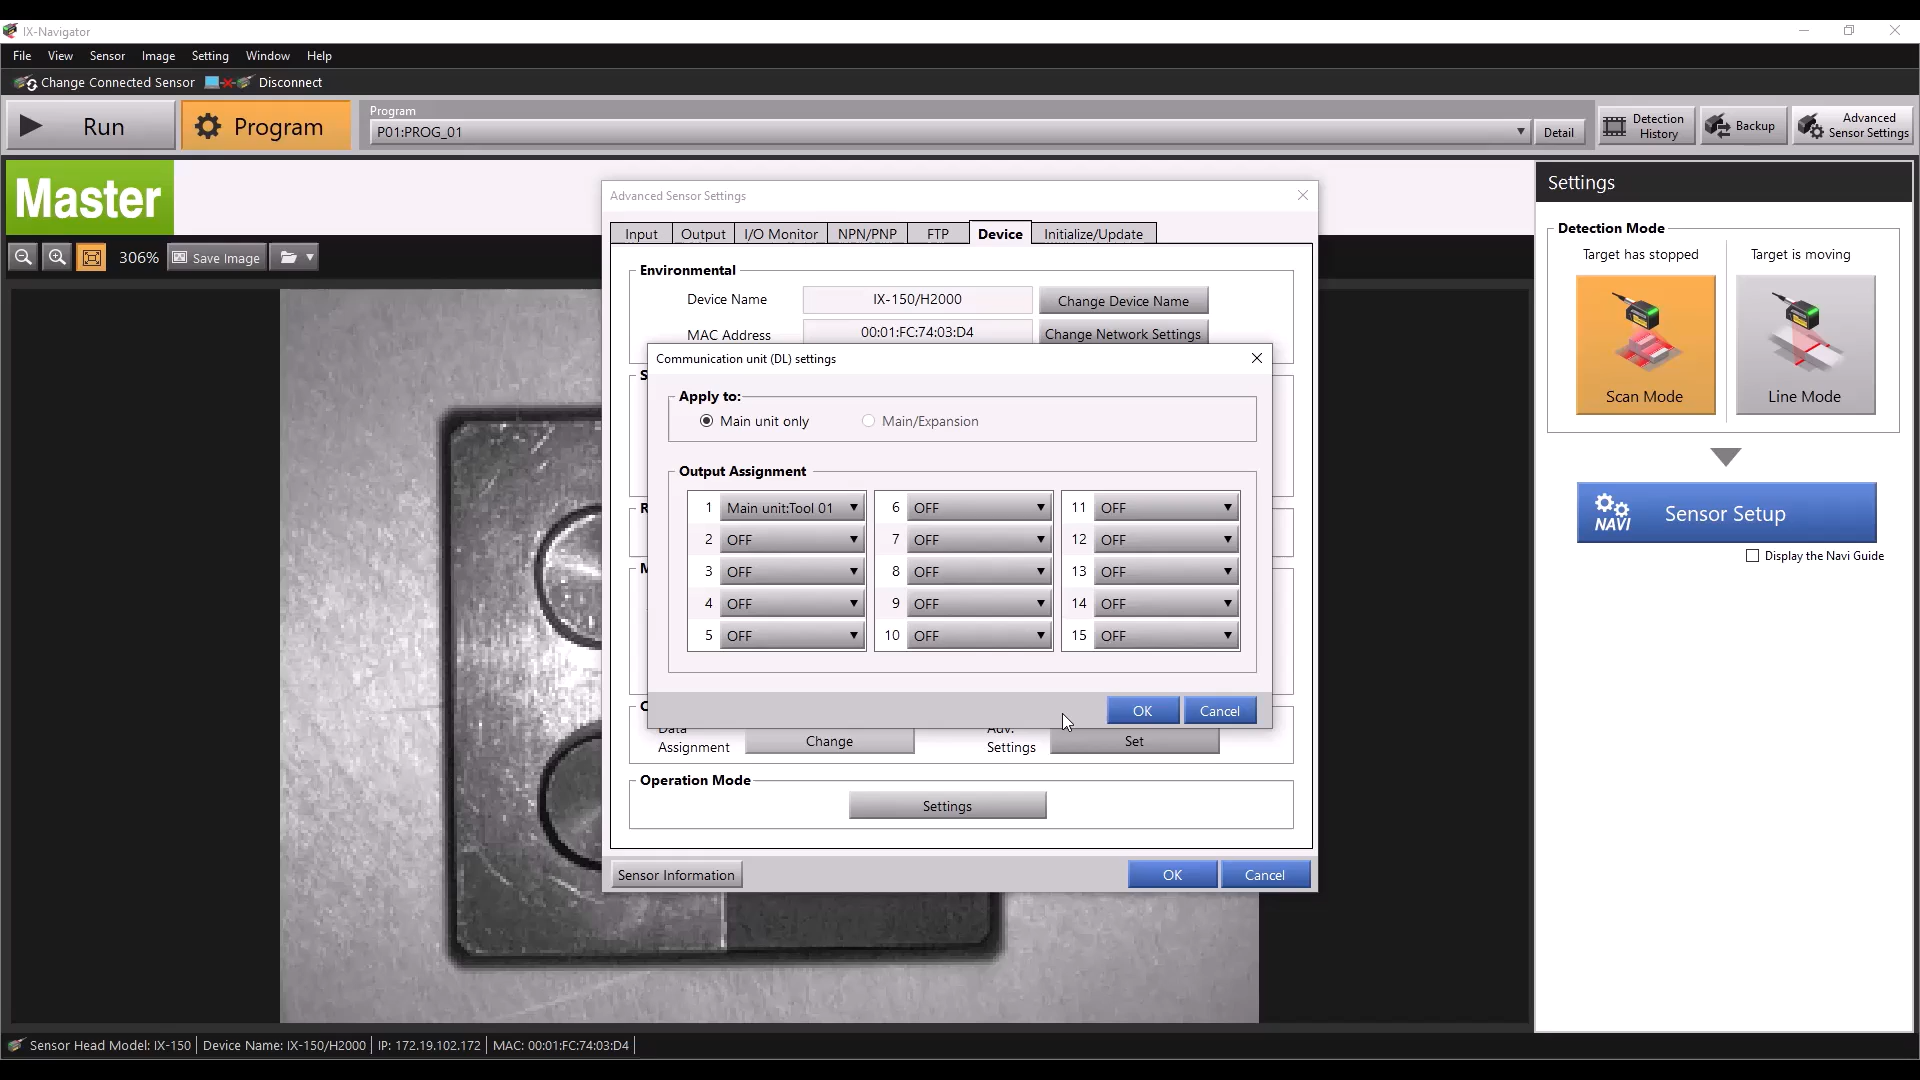 IX-Navigator
File View Sensor Image Setting Window Help
Change Connected Sensor Disconnect
Run
Program
Program
P01:PROG_01
Detail
Detection History
Backup
Advanced Sensor Settings
Master
306%
Save Image
Advanced Sensor Settings
Input Output I/O Monitor NPN/PNP FTP Device Initialize/Update
Environmental
Device Name IX-150/H2000 Change Device Name
MAC Address 00:01:FC:74:03:D4 Change Network Settings
S
R
M
C
Communication unit (DL) settings
Apply to:
Main unit only Main/Expansion
Output Assignment
1 Main unit:Tool 01 6 OFF 11 OFF
2 OFF 7 OFF 12 OFF
3 OFF 8 OFF 13 OFF
4 OFF 9 OFF 14 OFF
5 OFF 10 OFF 15 OFF
OK Cancel
Data Assignment Change Adv. Settings Set
Operation Mode
Settings
Sensor Information OK Cancel
Settings
Detection Mode
Target has stopped Target is moving
Scan Mode Line Mode
NAVI Sensor Setup
Display the Navi Guide
Sensor Head Model: IX-150 Device Name: IX-150/H2000 IP: 172.19.102.172 MAC: 00:01:FC:74:03:D4